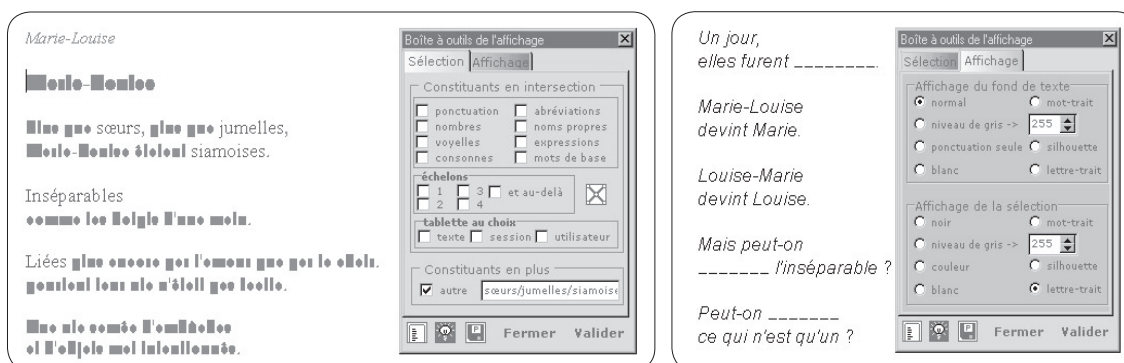 Marie-Louise
sœurs, jumelles,
siamoises.
Inséparables
Liées
Boîte à outils de l'affichage
Sélection Affichage
Constituants en intersection
ponctuation abréviations
nombres noms propres
voyelles expressions
consonnes mots de base
échelons
1 3 et au-delà
2 4
tablette au choix
texte session utilisateur
Constituants en plus
autre sœurs/jumelles/siamoise
Fermer Valider
Un jour,
elles furent _______.
Marie-Louise
devint Marie.
Louise-Marie
devint Louise.
Mais peut-on
_______ l'inséparable ?
Peut-on _______
ce qui n'est qu'un ?
Boîte à outils de l'affichage
Sélection Affichage
Affichage du fond de texte
normal mot-trait
niveau de gris -> 255
ponctuation seule silhouette
blanc lettre-trait
Affichage de la sélection
noir mot-trait
niveau de gris -> 255
couleur silhouette
blanc lettre-trait
Fermer Valider